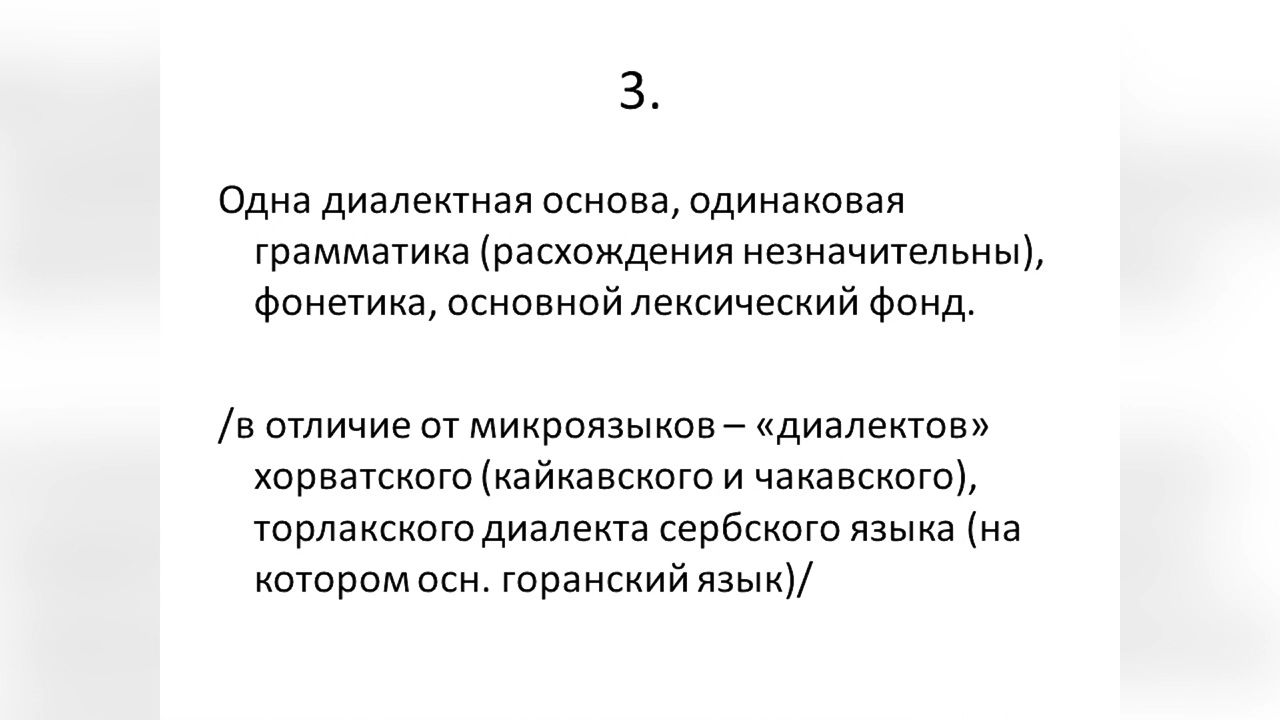 3.
Одна диалектная основа, одинаковая
грамматика (расхождения незначительны),
фонетика, основной лексический фонд.
/в отличие от микроязыков – «диалектов»
хорватского (кайкавского и чакавского),
торлакского диалекта сербского языка (на
котором осн. горанский язык)/